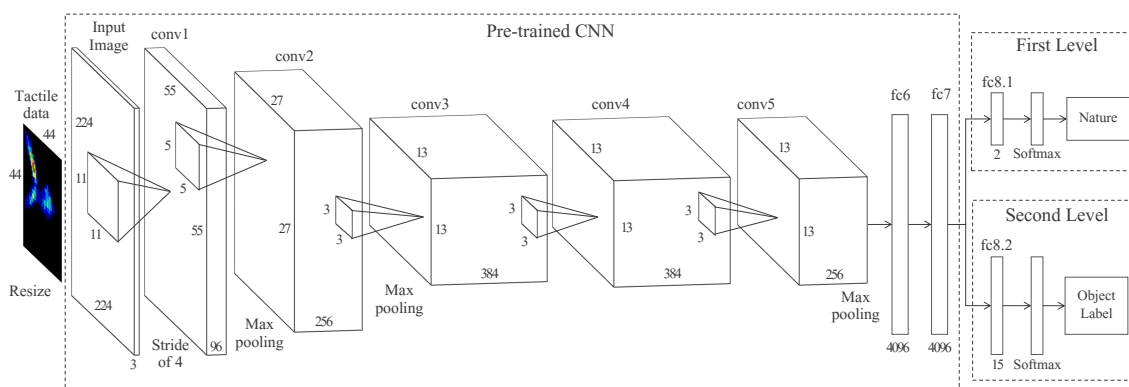 Pre-trained CNN
Input
Image
conv1
conv2
conv3
conv4
conv5
fc6
fc7
Tactile
data
44
44
Resize
224
11
11
224
3
55
5
5
55
96
Stride
of 4
27
27
256
Max
pooling
3
3
13
13
384
Max
pooling
3
3
13
13
384
3
3
13
13
256
Max
pooling
4096
4096
First Level
fc8.1
2
Softmax
Nature
Second Level
fc8.2
15
Softmax
Object
Label